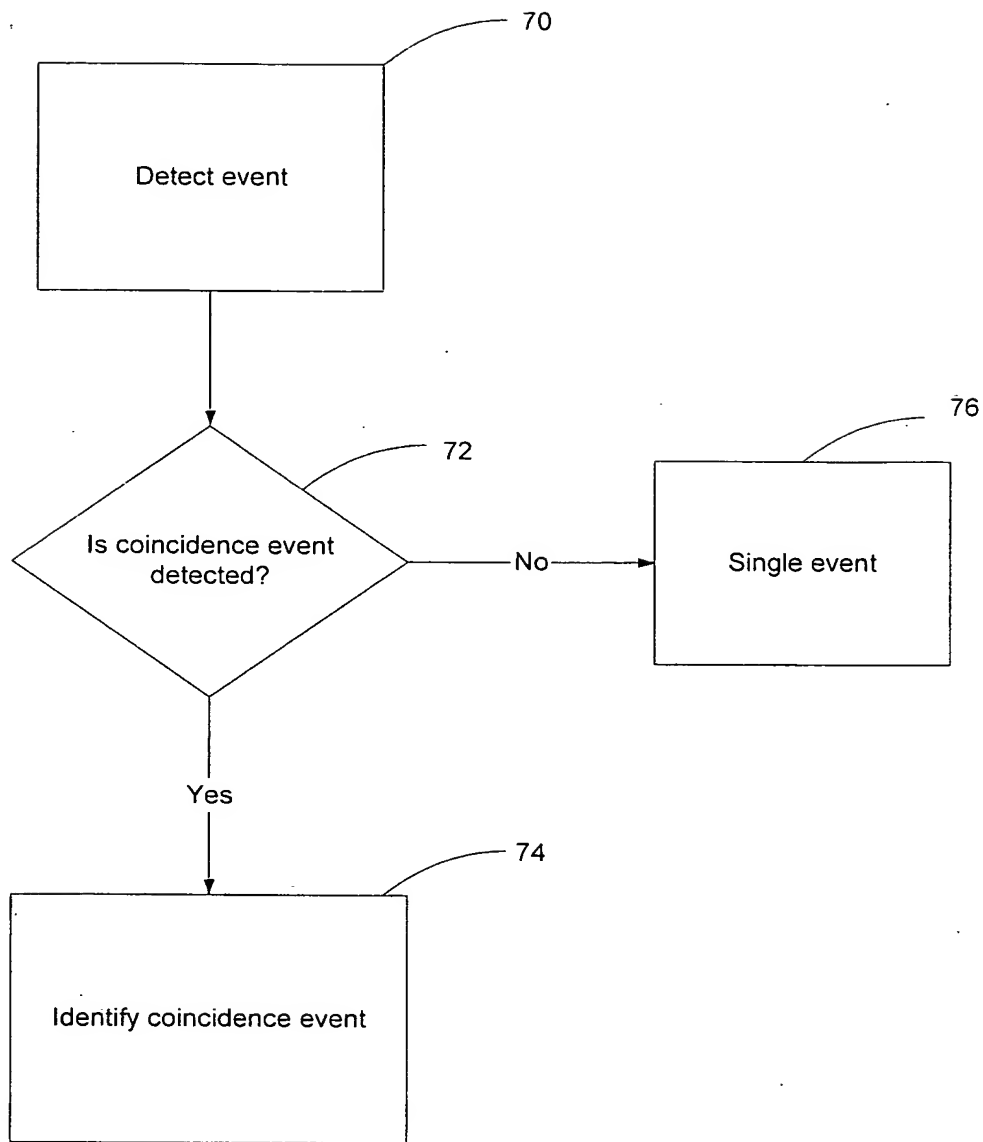 70
Detect event
72
Is coincidence event
detected?
No
76
Single event
Yes
74
Identify coincidence event